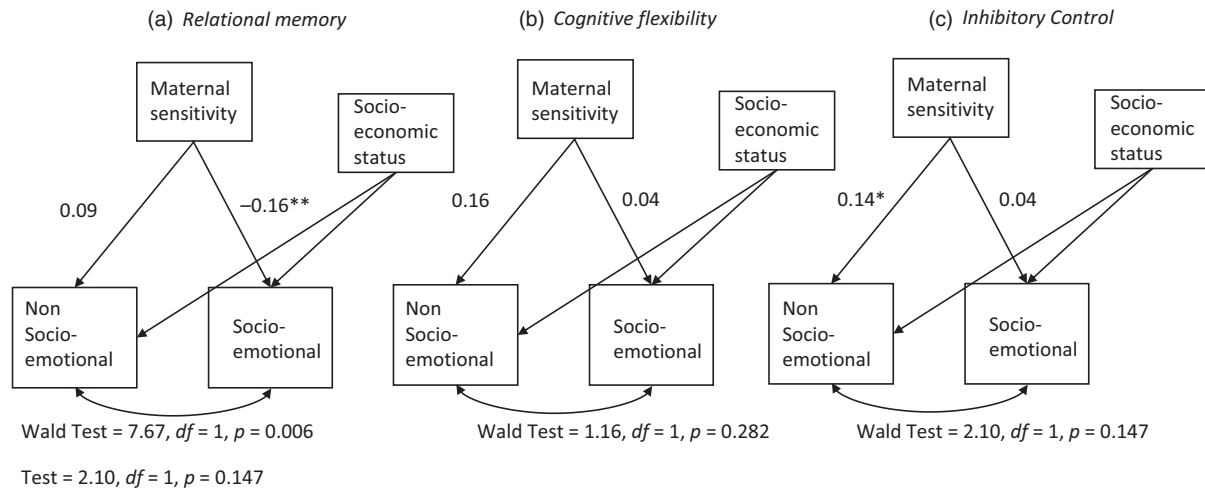 (a) Relational memory
Maternal
sensitivity
Socio-
economic
status
0.09
–0.16**
Non
Socio-
emotional
Socio-
emotional
Wald Test = 7.67, df = 1, p = 0.006
Test = 2.10, df = 1, p = 0.147
(b) Cognitive flexibility
Maternal
sensitivity
Socio-
economic
status
0.16
0.04
Non
Socio-
emotional
Socio-
emotional
Wald Test = 1.16, df = 1, p = 0.282
(c) Inhibitory Control
Maternal
sensitivity
Socio-
economic
status
0.14*
0.04
Non
Socio-
emotional
Socio-
emotional
Wald Test = 2.10, df = 1, p = 0.147